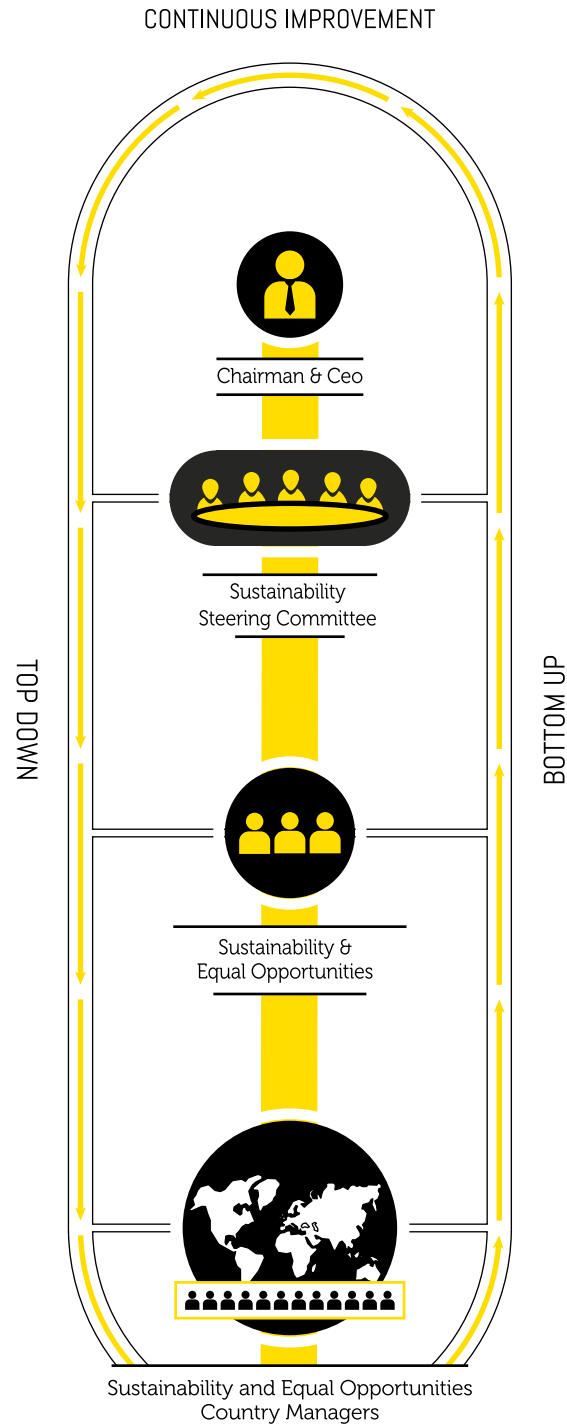 CONTINUOUS IMPROVEMENT
Chairman & Ceo
Sustainability
Steering Committee
TOP DOWN
BOTTOM UP
Sustainability &
Equal Opportunities
Sustainability and Equal Opportunities
Country Managers